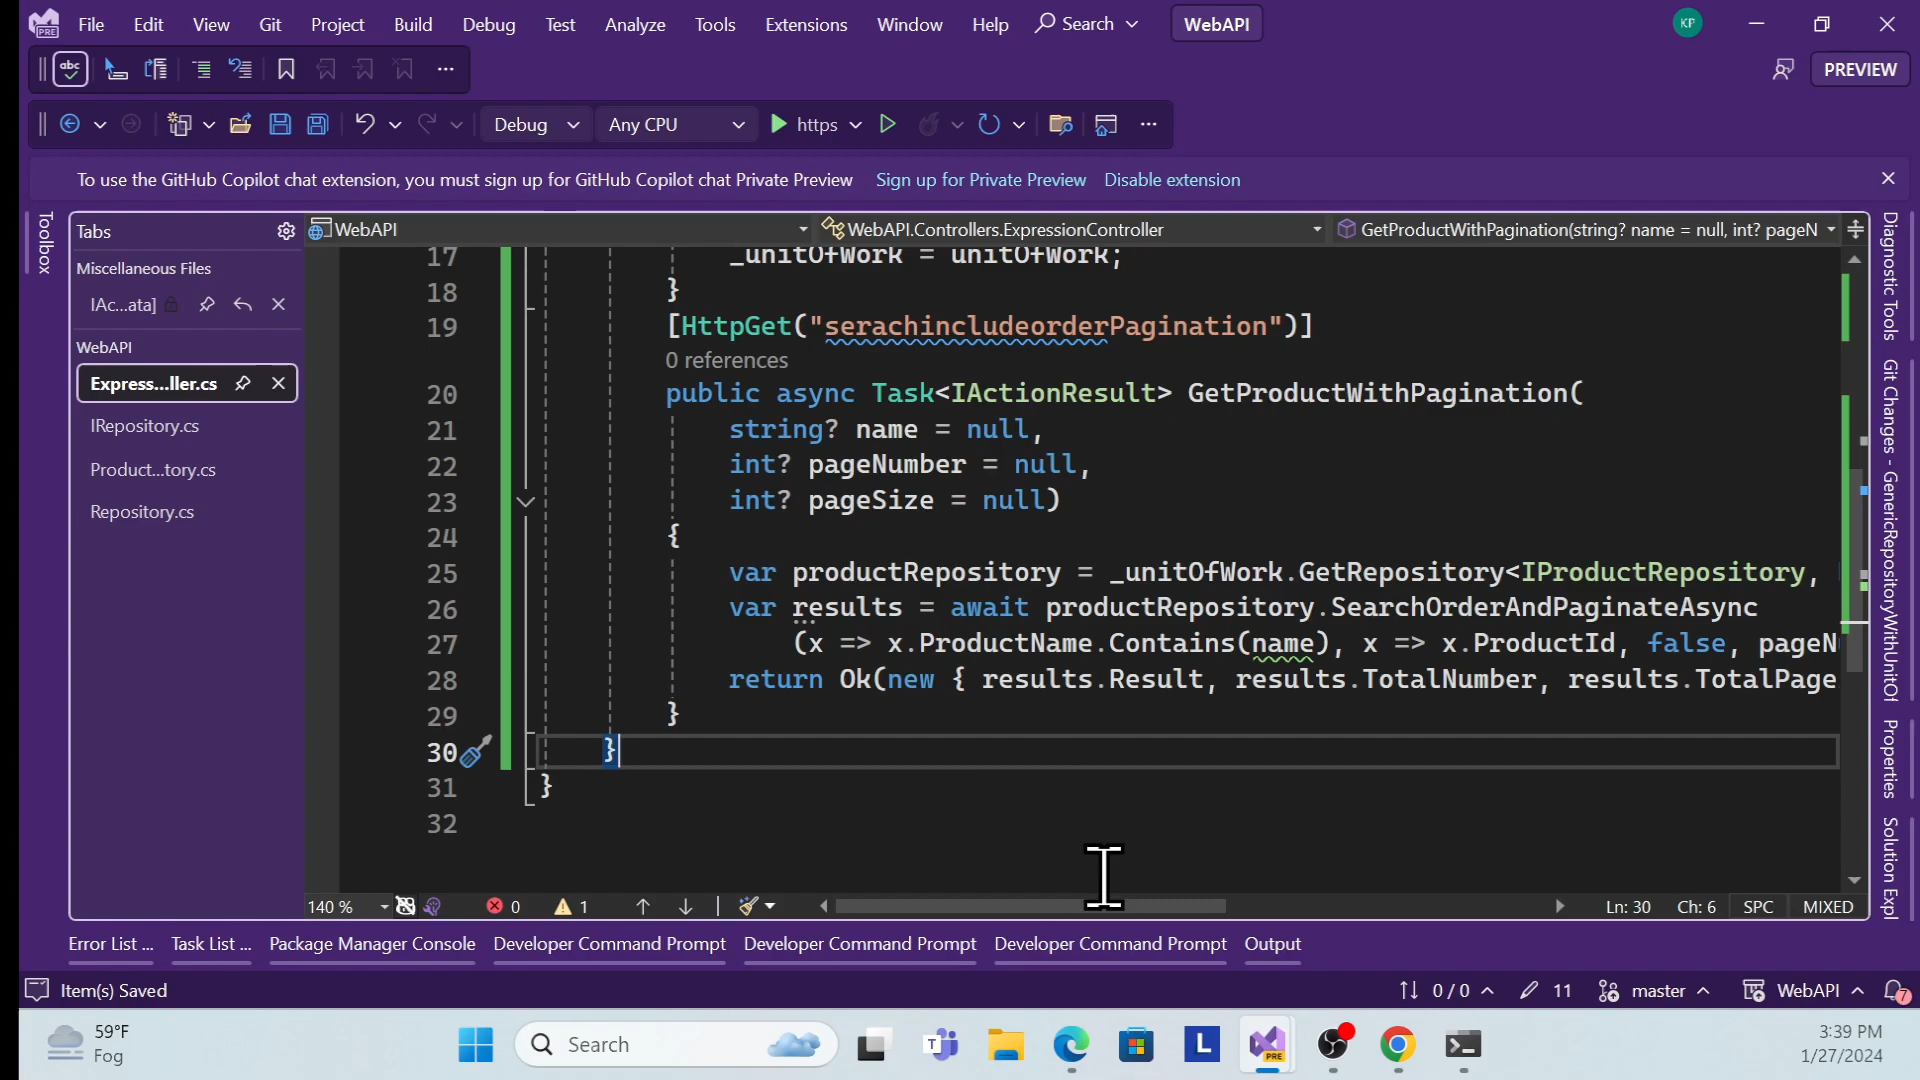 File Edit View Git Project Build Debug Test Analyze Tools Extensions Window Help Search WebAPI KP
PRE
abc
PREVIEW
Debug Any CPU https
To use the GitHub Copilot chat extension, you must sign up for GitHub Copilot chat Private Preview Sign up for Private Preview Disable extension
Toolbox
Tabs
Miscellaneous Files
IAc...ata]
WebAPI
Express...ller.cs
IRepository.cs
Product...tory.cs
Repository.cs
WebAPI WebAPI.Controllers.ExpressionController GetProductWithPagination(string? name = null, int? pageN
17 _unitOfWork = unitOfWork;
18 }
19 [HttpGet("serachincludeorderPagination")]
0 references
20 public async Task<IActionResult> GetProductWithPagination(
21 string? name = null,
22 int? pageNumber = null,
23 int? pageSize = null)
24 {
25 var productRepository = _unitOfWork.GetRepository<IProductRepository,
26 var results = await productRepository.SearchOrderAndPaginateAsync
27 (x => x.ProductName.Contains(name), x => x.ProductId, false, pageN
28 return Ok(new { results.Result, results.TotalNumber, results.TotalPage
29 }
30 }
31 }
32
140 % 0 1 Ln: 30 Ch: 6 SPC MIXED
Diagnostic Tools
Git Changes - GenericRepositoryWithUnitOf
Properties
Solution Expl
Error List ... Task List ... Package Manager Console Developer Command Prompt Developer Command Prompt Developer Command Prompt Output
Item(s) Saved 0 / 0 11 master WebAPI 7
59°F
Fog
Search
T
L
PRE
3:39 PM
1/27/2024